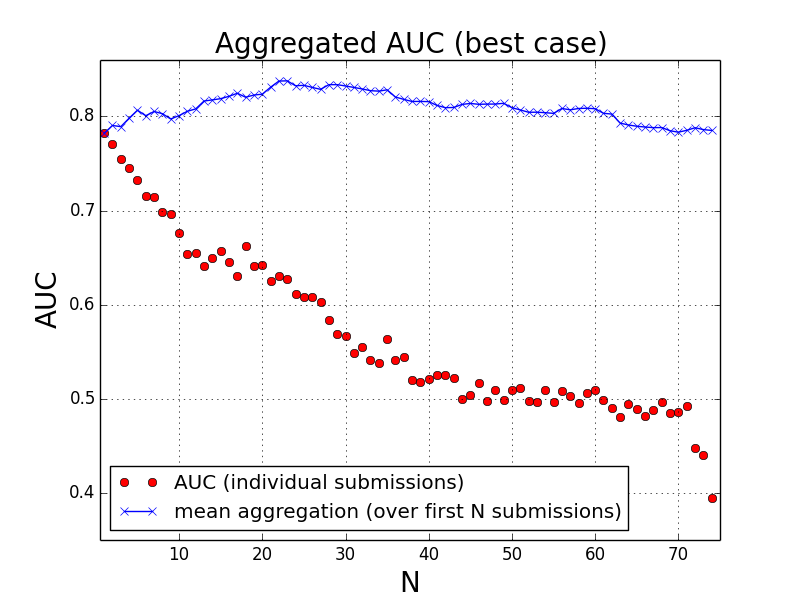 Aggregated AUC (best case)
AUC
0.8
0.7
0.6
0.5
0.4
AUC (individual submissions)
mean aggregation (over first N submissions)
10 20 30 40 50 60 70
N